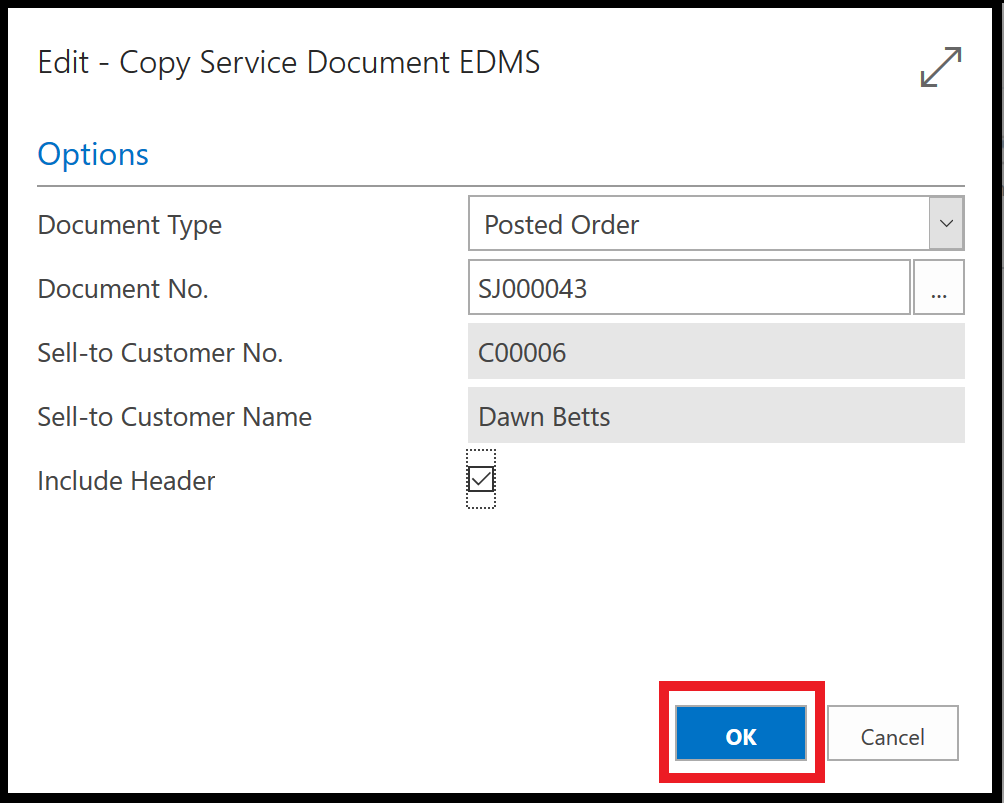 Edit - Copy Service Document EDMS
Options
Document Type Posted Order
Document No. SJ000043 ...
Sell-to Customer No. C00006
Sell-to Customer Name Dawn Betts
Include Header
OK Cancel